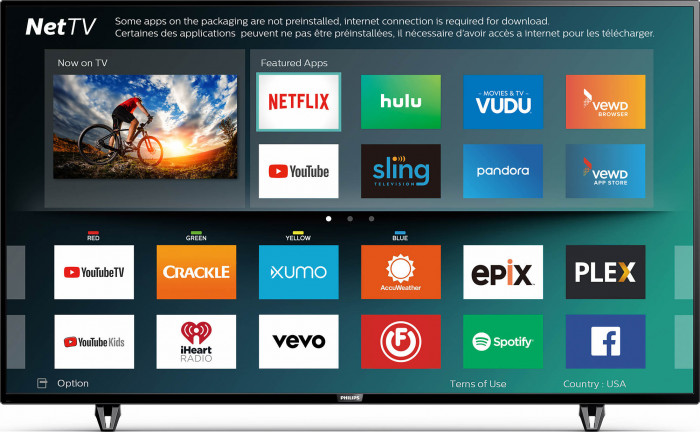 NetTV
Some apps on the packaging are not preinstalled, internet connection is required for download.
Certaines des applications peuvent ne pas être préinstallées, il nécessaire d'avoir accès a internet pour les télécharger.
Now on TV
Featured Apps
NETFLIX
hulu
MOVIES & TV
VUDU
vewd
BROWSER
YouTube
sling
TELEVISION
pandora
vewd
APP STORE
RED
GREEN
YELLOW
BLUE
YouTubeTV
CRACKLE
XUMO
AccuWeather
epix
PLEX
YouTube Kids
iHeart
RADIO
vevo
F
Spotify
f
Option
Terms of Use
Country : USA
PHILIPS